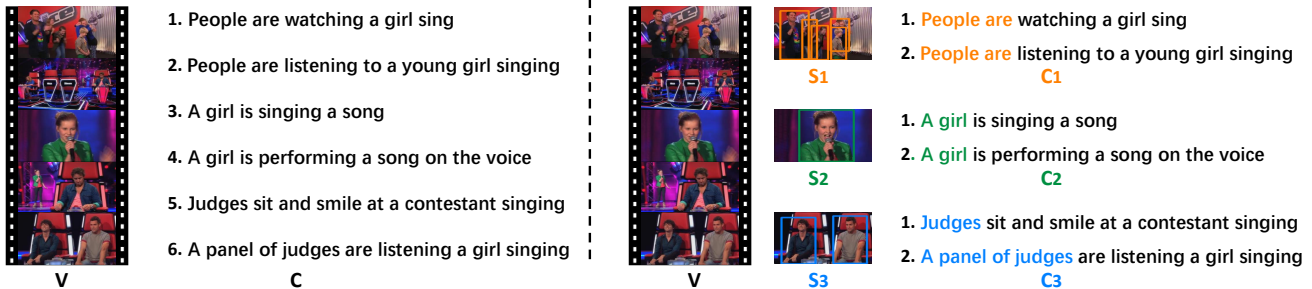 1. People are watching a girl sing
2. People are listening to a young girl singing
3. A girl is singing a song
4. A girl is performing a song on the voice
5. Judges sit and smile at a contestant singing
6. A panel of judges are listening a girl singing
V
C
1. People are watching a girl sing
2. People are listening to a young girl singing
S1
C1
1. A girl is singing a song
2. A girl is performing a song on the voice
S2
C2
1. Judges sit and smile at a contestant singing
2. A panel of judges are listening a girl singing
V
S3
C3